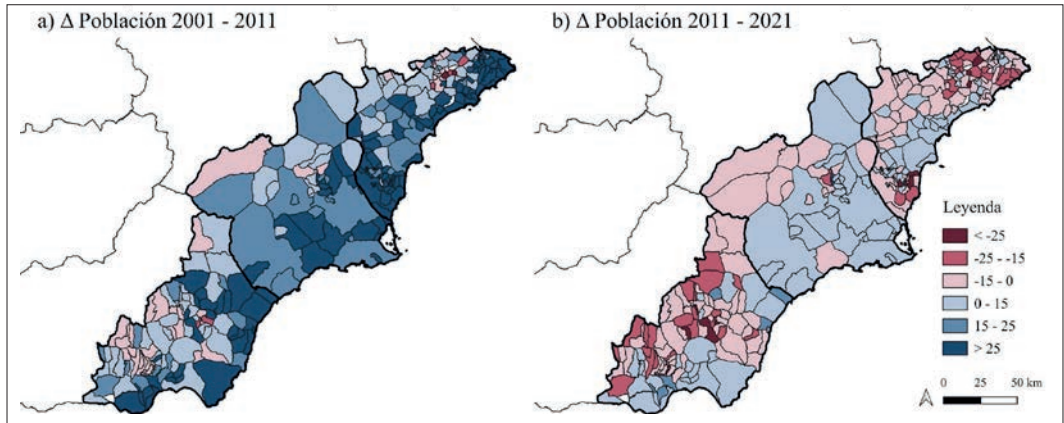 a) Δ Población 2001 - 2011
b) Δ Población 2011 - 2021
Leyenda
< -25
-25 - -15
-15 - 0
0 - 15
15 - 25
> 25
0 25 50 km